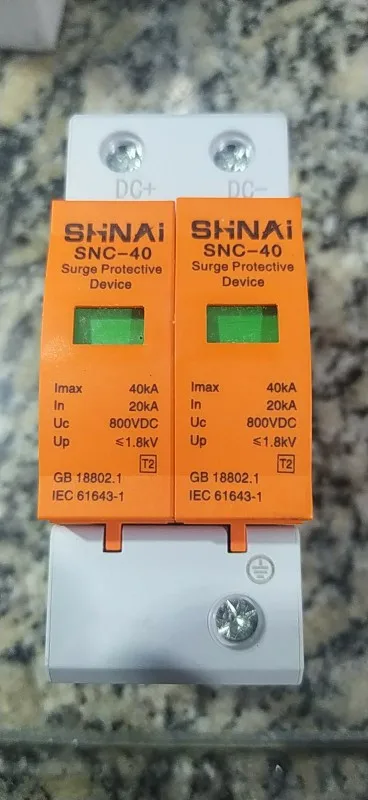 DC+
DC-
SHNAi
SNC-40
Surge Protective
Device
Imax 40kA
In 20kA
Uc 800VDC
Up ≤1.8kV
T2
GB 18802.1
IEC 61643-1
SHNAi
SNC-40
Surge Protective
Device
Imax 40kA
In 20kA
Uc 800VDC
Up ≤1.8kV
T2
GB 18802.1
IEC 61643-1